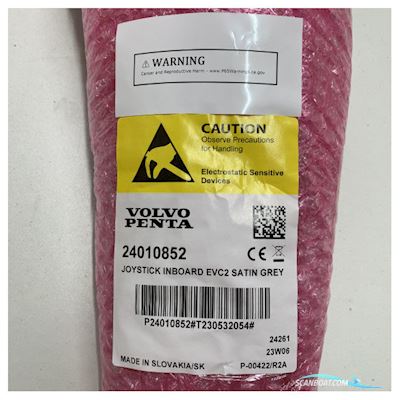 ⚠ WARNING
Cancer and Reproductive Harm - www.P65Warnings.ca.gov
CAUTION
Observe Precautions
for Handling
Electrostatic Sensitive
Devices
VOLVO
PENTA
24010852
CE
JOYSTICK INBOARD EVC2 SATIN GREY
P24010852#T230532054#
24261
23W06
MADE IN SLOVAKIA/SK
P-00422/R2A
SCANBOAT.COM